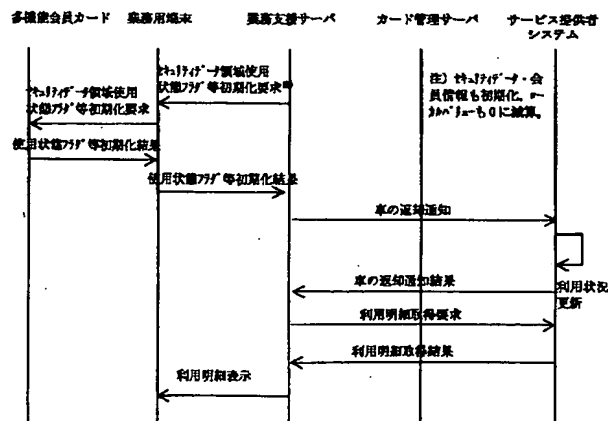 多機能会員カード
業務用端末
業務支援サーバ
カード管理サーバ
サービス提供者
システム
セキュリティデータ領域使用
状態フラグ等初期化要求
注)
注）セキュリティデータ・会
員情報も初期化。ロー
カルバリューも0に減算。
セキュリティデータ領域使用
状態フラグ等初期化要求
使用状態フラグ等初期化結果
使用状態フラグ等初期化結果
車の返却通知
車の返却通知結果
利用状況
更新
利用明細取得要求
利用明細取得結果
利用明細表示